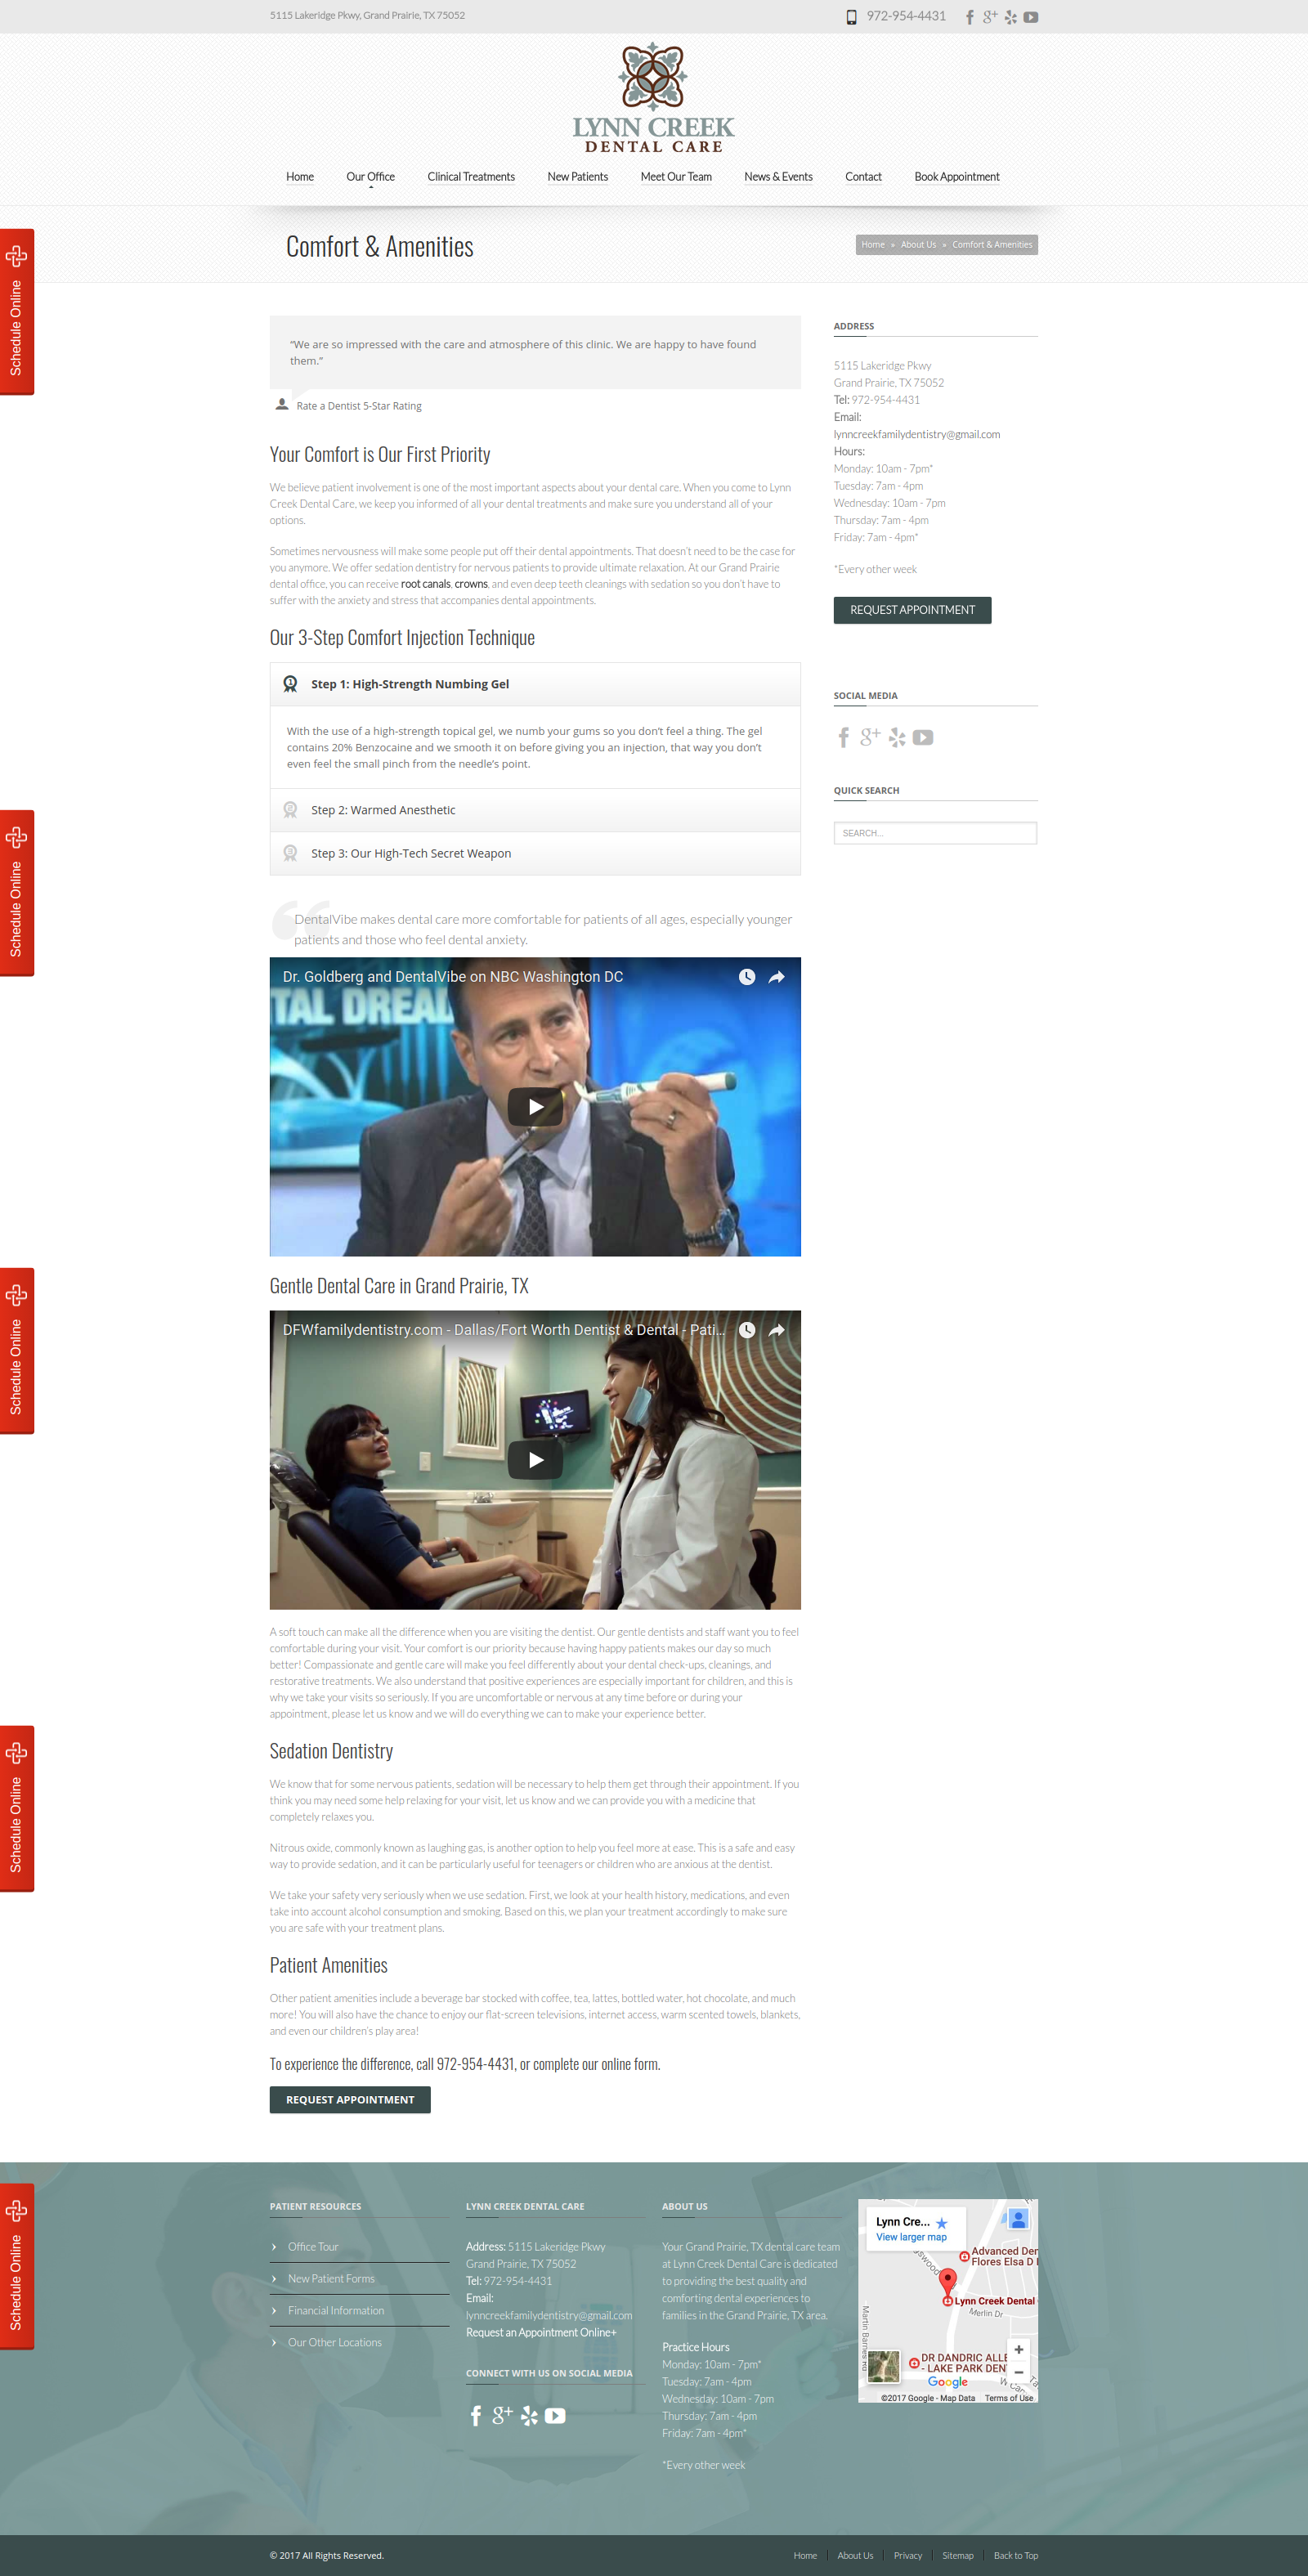 5115 Lakeridge Pkwy, Grand Prairie, TX 75052
972-954-4431
LYNN CREEK
DENTAL CARE
Home
Our Office
Clinical Treatments
New Patients
Meet Our Team
News & Events
Contact
Book Appointment
Comfort & Amenities
Home » About Us » Comfort & Amenities
Schedule Online
“We are so impressed with the care and atmosphere of this clinic. We are happy to have found
them.”
Rate a Dentist 5-Star Rating
Your Comfort is Our First Priority
We believe patient involvement is one of the most important aspects about your dental care. When you come to Lynn
Creek Dental Care, we keep you informed of all your dental treatments and make sure you understand all of your
options.
Sometimes nervousness will make some people put off their dental appointments. That doesn’t need to be the case for
you anymore. We offer sedation dentistry for nervous patients to provide ultimate relaxation. At our Grand Prairie
dental office, you can receive root canals, crowns, and even deep teeth cleanings with sedation so you don’t have to
suffer with the anxiety and stress that accompanies dental appointments.
Our 3-Step Comfort Injection Technique
1
Step 1: High-Strength Numbing Gel
With the use of a high-strength topical gel, we numb your gums so you don’t feel a thing. The gel
contains 20% Benzocaine and we smooth it on before giving you an injection, that way you don’t
even feel the small pinch from the needle’s point.
2
Step 2: Warmed Anesthetic
3
Step 3: Our High-Tech Secret Weapon
Schedule Online
DentalVibe makes dental care more comfortable for patients of all ages, especially younger
patients and those who feel dental anxiety.
Dr. Goldberg and DentalVibe on NBC Washington DC
TAL DREAD
Gentle Dental Care in Grand Prairie, TX
Schedule Online
DFWfamilydentistry.com - Dallas/Fort Worth Dentist & Dental - Pati...
A soft touch can make all the difference when you are visiting the dentist. Our gentle dentists and staff want you to feel
comfortable during your visit. Your comfort is our priority because having happy patients makes our day so much
better! Compassionate and gentle care will make you feel differently about your dental check-ups, cleanings, and
restorative treatments. We also understand that positive experiences are especially important for children, and this is
why we take your visits so seriously. If you are uncomfortable or nervous at any time before or during your
appointment, please let us know and we will do everything we can to make your experience better.
Sedation Dentistry
We know that for some nervous patients, sedation will be necessary to help them get through their appointment. If you
think you may need some help relaxing for your visit, let us know and we can provide you with a medicine that
completely relaxes you.
Schedule Online
Nitrous oxide, commonly known as laughing gas, is another option to help you feel more at ease. This is a safe and easy
way to provide sedation, and it can be particularly useful for teenagers or children who are anxious at the dentist.
We take your safety very seriously when we use sedation. First, we look at your health history, medications, and even
take into account alcohol consumption and smoking. Based on this, we plan your treatment accordingly to make sure
you are safe with your treatment plans.
Patient Amenities
Other patient amenities include a beverage bar stocked with coffee, tea, lattes, bottled water, hot chocolate, and much
more! You will also have the chance to enjoy our flat-screen televisions, internet access, warm scented towels, blankets,
and even our children’s play area!
To experience the difference, call 972-954-4431, or complete our online form.
REQUEST APPOINTMENT
ADDRESS
5115 Lakeridge Pkwy
Grand Prairie, TX 75052
Tel: 972-954-4431
Email:
lynncreekfamilydentistry@gmail.com
Hours:
Monday: 10am - 7pm*
Tuesday: 7am - 4pm
Wednesday: 10am - 7pm
Thursday: 7am - 4pm
Friday: 7am - 4pm*
*Every other week
REQUEST APPOINTMENT
SOCIAL MEDIA
QUICK SEARCH
SEARCH...
Schedule Online
PATIENT RESOURCES
Office Tour
New Patient Forms
Financial Information
Our Other Locations
LYNN CREEK DENTAL CARE
Address: 5115 Lakeridge Pkwy
Grand Prairie, TX 75052
Tel: 972-954-4431
Email:
lynncreekfamilydentistry@gmail.com
Request an Appointment Online+
CONNECT WITH US ON SOCIAL MEDIA
ABOUT US
Your Grand Prairie, TX dental care team
at Lynn Creek Dental Care is dedicated
to providing the best quality and
comforting dental experiences to
families in the Grand Prairie, TX area.
Practice Hours
Monday: 10am - 7pm*
Tuesday: 7am - 4pm
Wednesday: 10am - 7pm
Thursday: 7am - 4pm
Friday: 7am - 4pm*
*Every other week
Lynn Cre...
View larger map
Advanced Den
Flores Elsa D
Lynn Creek Dental
Merlin Dr
Martin Barnes Rd
DR DANDRIC ALLE
- LAKE PARK DEN
Google
©2017 Google - Map Data
Terms of Use
© 2017 All Rights Reserved.
Home
About Us
Privacy
Sitemap
Back to Top